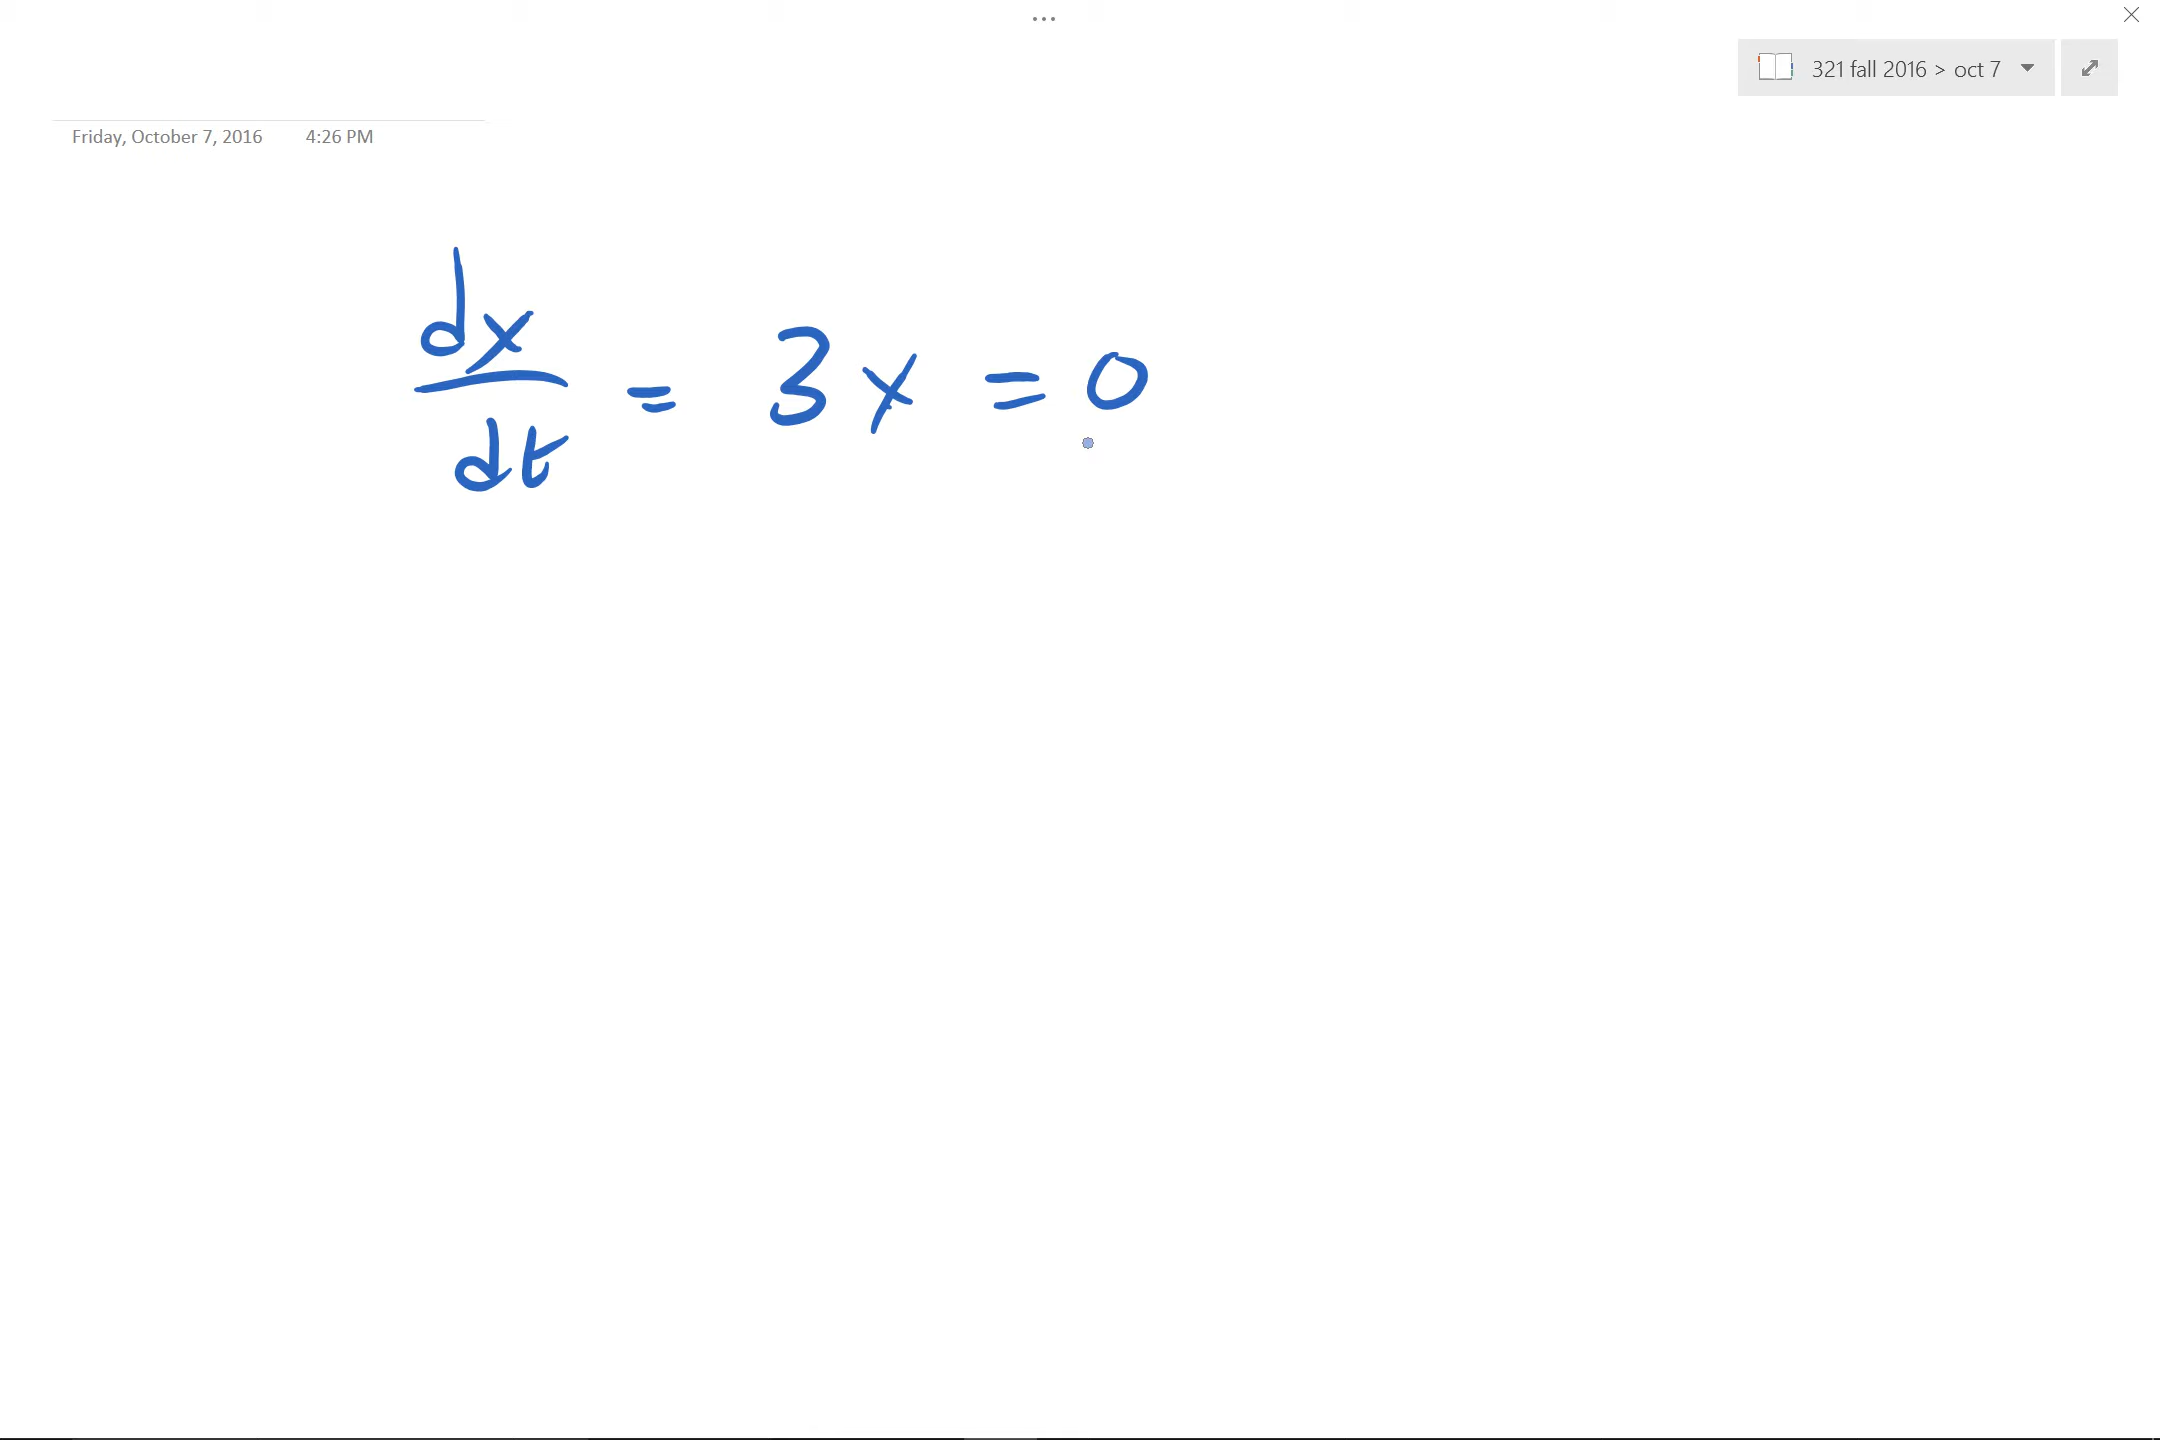 321 fall 2016 > oct 7
Friday, October 7, 2016 4:26 PM
dx/dt = 3x = 0